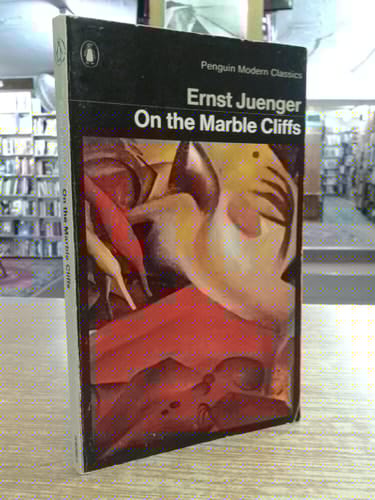 Penguin Modern Classics
Ernst Juenger
On the Marble Cliffs
On the Marble Cliffs